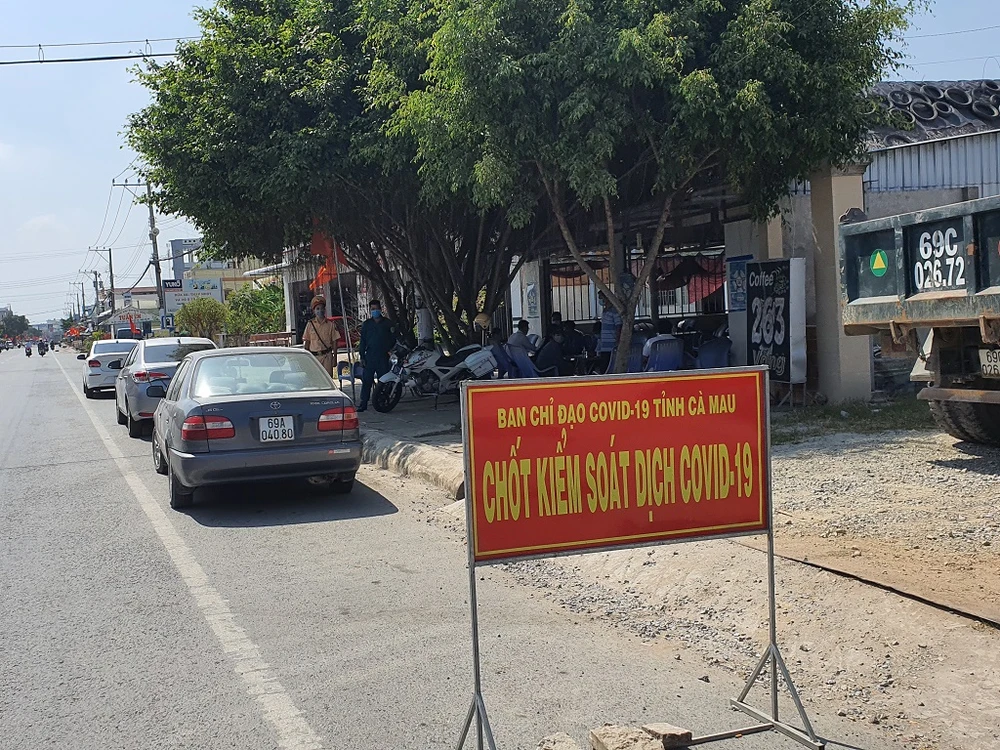 BAN CHỈ ĐẠO COVID-19 TỈNH CÀ MAU
CHỐT KIỂM SOÁT DỊCH COVID-19
69A
040 80
Coffee
263
69C
026.72